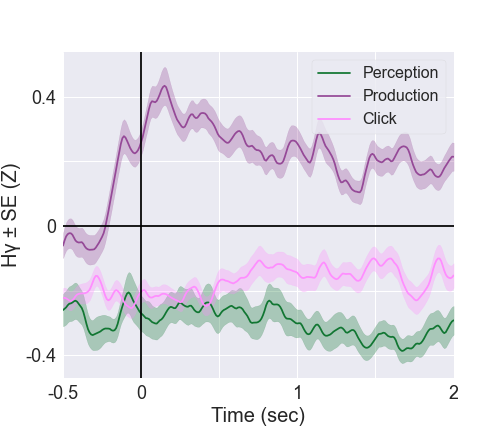 Perception
Production
Click
0.4
0
-0.4
Hγ ± SE (Z)
-0.5
0
1
2
Time (sec)